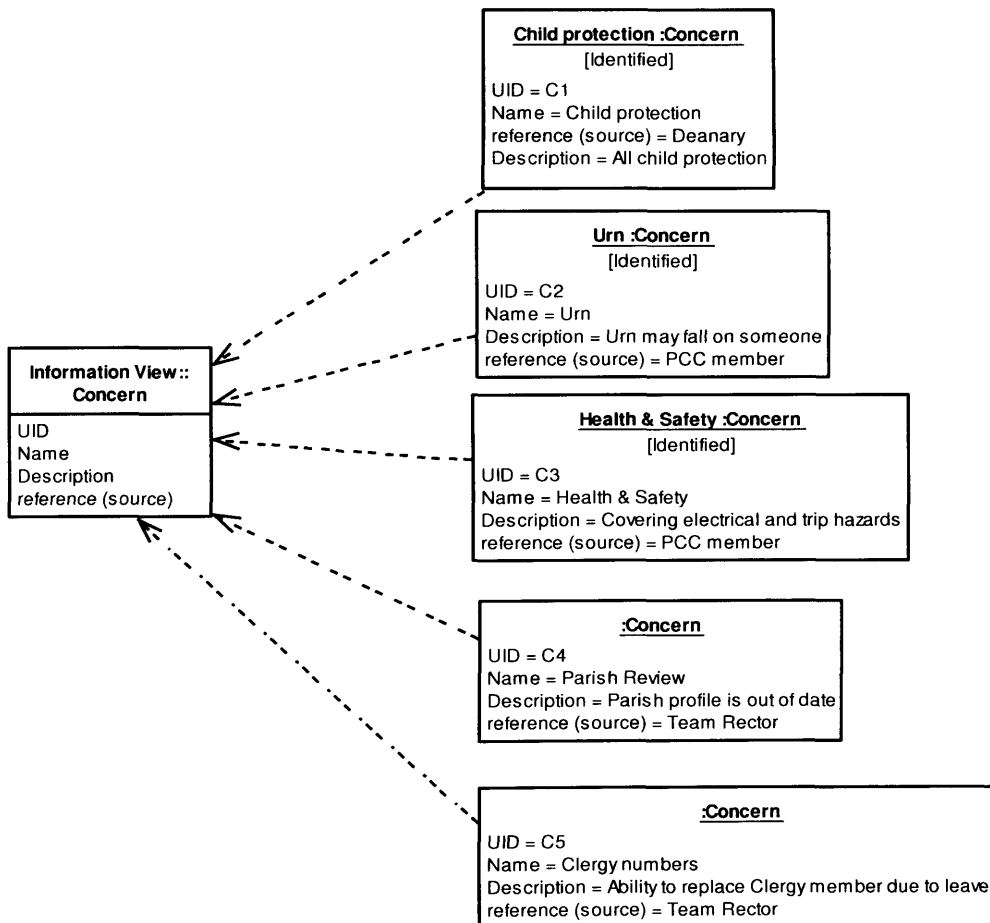 Child protection :Concern
[Identified]
UID = C1
Name = Child protection
reference (source) = Deanary
Description = All child protection
Urn :Concern
[Identified]
UID = C2
Name = Urn
Description = Urn may fall on someone
reference (source) = PCC member
Information View::
Concern
UID
Name
Description
reference (source)
Health & Safety :Concern
[Identified]
UID = C3
Name = Health & Safety
Description = Covering electrical and trip hazards
reference (source) = PCC member
:Concern
UID = C4
Name = Parish Review
Description = Parish profile is out of date
reference (source) = Team Rector
:Concern
UID = C5
Name = Clergy numbers
Description = Ability to replace Clergy member due to leave
reference (source) = Team Rector